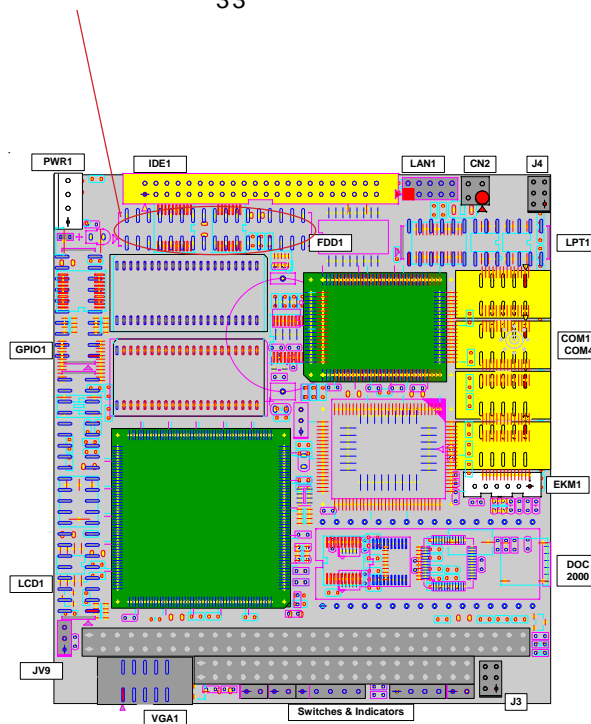 33
PWR1
IDE1
LAN1
CN2
J4
FDD1
LPT1
GPIO1
COM1
COM4
EKM1
LCD1
DOC
2000
JV9
VGA1
Switches & Indicators
J3